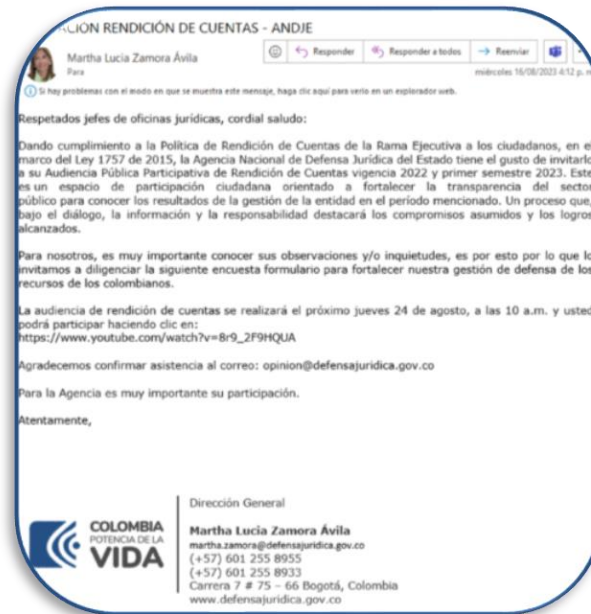 ACIÓN RENDICIÓN DE CUENTAS - ANDJE
Martha Lucia Zamora Ávila
Para
Responder
Responder a todos
Reenviar
miércoles 16/08/2023 4:12 p. m
Si hay problemas con el modo en que se muestra este mensaje, haga clic aquí para verlo en un explorador web.
Respetados jefes de oficinas jurídicas, cordial saludo:
Dando cumplimiento a la Política de Rendición de Cuentas de la Rama Ejecutiva a los ciudadanos, en el
marco del Ley 1757 de 2015, la Agencia Nacional de Defensa Jurídica del Estado tiene el gusto de invitarlo
a su Audiencia Pública Participativa de Rendición de Cuentas vigencia 2022 y primer semestre 2023. Este
es un espacio de participación ciudadana orientado a fortalecer la transparencia del sector
público para conocer los resultados de la gestión de la entidad en el período mencionado. Un proceso que,
bajo el diálogo, la información y la responsabilidad destacará los compromisos asumidos y los logros
alcanzados.
Para nosotros, es muy importante conocer sus observaciones y/o inquietudes, es por esto por lo que lo
invitamos a diligenciar la siguiente encuesta formulario para fortalecer nuestra gestión de defensa de los
recursos de los colombianos.
La audiencia de rendición de cuentas se realizará el próximo jueves 24 de agosto, a las 10 a.m. y usted
podrá participar haciendo clic en:
https://www.youtube.com/watch?v=8r9_2F9HQUA
Agradecemos confirmar asistencia al correo: opinion@defensajuridica.gov.co
Para la Agencia es muy importante su participación.
Atentamente,
COLOMBIA
POTENCIA DE LA
VIDA
Dirección General
Martha Lucia Zamora Ávila
martha.zamora@defensajuridica.gov.co
(+57) 601 255 8955
(+57) 601 255 8933
Carrera 7 # 75 – 66 Bogotá, Colombia
www.defensajuridica.gov.co